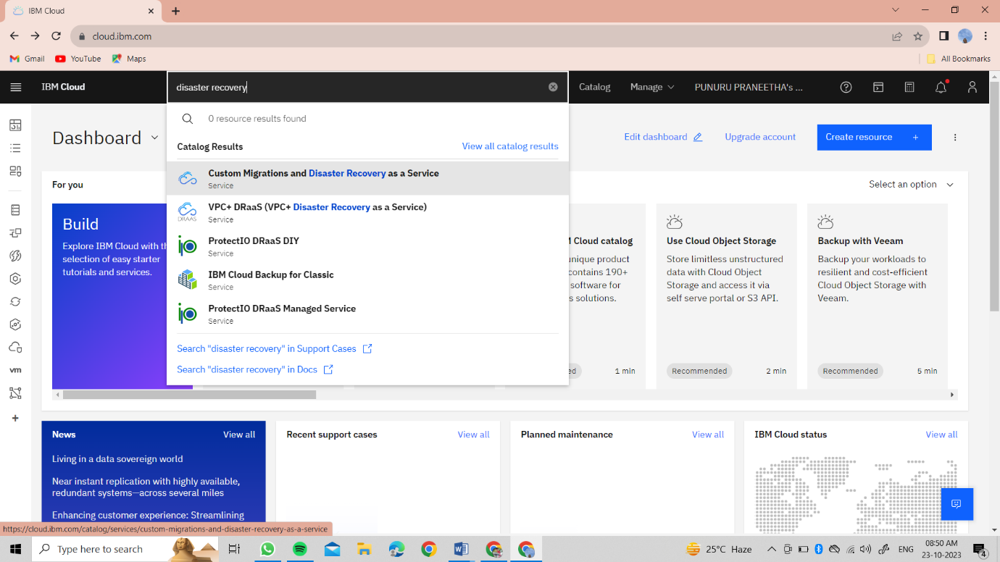 IBM Cloud
cloud.ibm.com
Gmail
YouTube
Maps
All Bookmarks
IBM Cloud
disaster recovery
Catalog
Manage
PUNURU PRANEETHA's ...
0 resource results found
Catalog Results
View all catalog results
Custom Migrations and Disaster Recovery as a Service
Service
VPC+ DRaaS (VPC+ Disaster Recovery as a Service)
Service
DRAAS
ProtectIO DRaaS DIY
Service
IBM Cloud Backup for Classic
Service
ProtectIO DRaaS Managed Service
Service
Search "disaster recovery" in Support Cases
Search "disaster recovery" in Docs
Dashboard
Edit dashboard
Upgrade account
Create resource +
For you
Select an option
Build
Explore IBM Cloud with th
selection of easy starter
tutorials and services.
M Cloud catalog
unique product
contains 190+
software for
s solutions.
ed
1 min
Use Cloud Object Storage
Store limitless unstructured
data with Cloud Object
Storage and access it via
self serve portal or S3 API.
Recommended
2 min
Backup with Veeam
Backup your workloads to
resilient and cost-efficient
Cloud Object Storage with
Veeam.
Recommended
5 min
vm
News
View all
Living in a data sovereign world
Near instant replication with highly available,
redundant systems—across several miles
Enhancing customer experience: Streamlining
Recent support cases
View all
Planned maintenance
View all
IBM Cloud status
View all
https://cloud.ibm.com/catalog/services/custom-migrations-and-disaster-recovery-as-a-service
Type here to search
25°C Haze
ENG
08:50 AM
23-10-2023
4